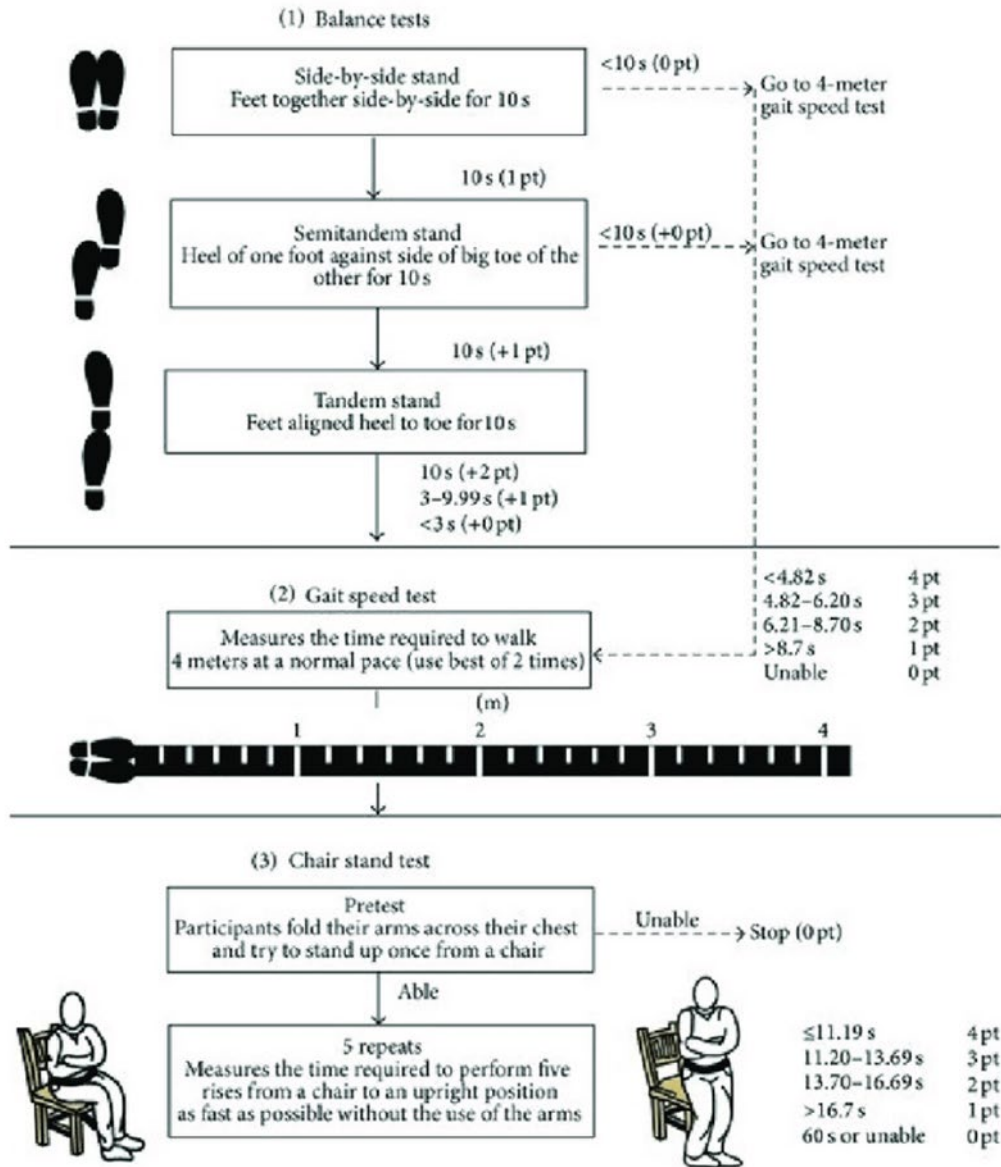 (1) Balance tests
Side-by-side stand
Feet together side-by-side for 10 s
<10 s (0 pt)
Go to 4-meter
gait speed test
10 s (1 pt)
Semitandem stand
Heel of one foot against side of big toe of the
other for 10 s
<10 s (+0 pt)
Go to 4-meter
gait speed test
10 s (+1 pt)
Tandem stand
Feet aligned heel to toe for 10 s
10 s (+2 pt)
3–9.99 s (+1 pt)
<3 s (+0 pt)
(2) Gait speed test
Measures the time required to walk
4 meters at a normal pace (use best of 2 times)
<4.82 s 4 pt
4.82–6.20 s 3 pt
6.21–8.70 s 2 pt
>8.7 s 1 pt
Unable 0 pt
(m)
1 2 3 4
(3) Chair stand test
Pretest
Participants fold their arms across their chest
and try to stand up once from a chair
Unable
Stop (0 pt)
Able
5 repeats
Measures the time required to perform five
rises from a chair to an upright position
as fast as possible without the use of the arms
≤11.19 s 4 pt
11.20–13.69 s 3 pt
13.70–16.69 s 2 pt
>16.7 s 1 pt
60 s or unable 0 pt